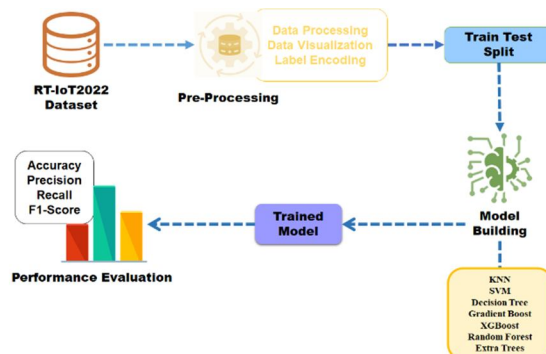 RT-IoT2022
Dataset
Pre-Processing
Data Processing
Data Visualization
Label Encoding
Train Test
Split
Model
Building
KNN
SVM
Decision Tree
Gradient Boost
XGBoost
Random Forest
Extra Trees
Trained
Model
Accuracy
Precision
Recall
F1-Score
Performance Evaluation